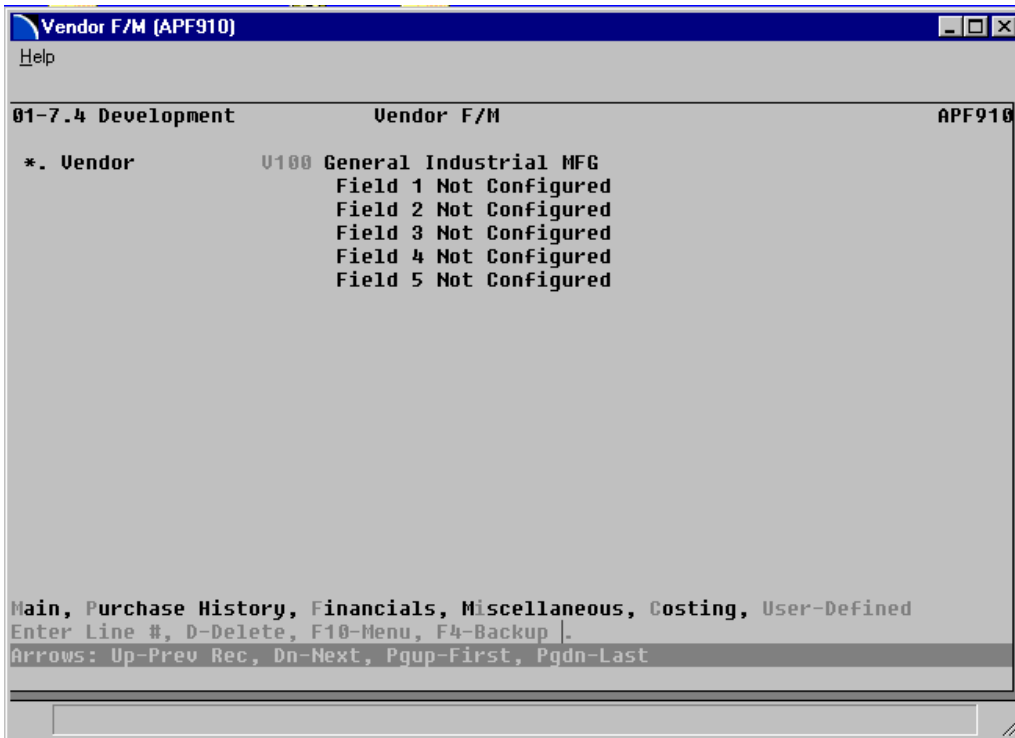 Vendor F/M (APF910)
Help
01-7.4 Development Vendor F/M APF910
*. Vendor V100 General Industrial MFG
Field 1 Not Configured
Field 2 Not Configured
Field 3 Not Configured
Field 4 Not Configured
Field 5 Not Configured
Main, Purchase History, Financials, Miscellaneous, Costing, User-Defined
Enter Line #, D-Delete, F10-Menu, F4-Backup .
Arrows: Up-Prev Rec, Dn-Next, Pgup-First, Pgdn-Last